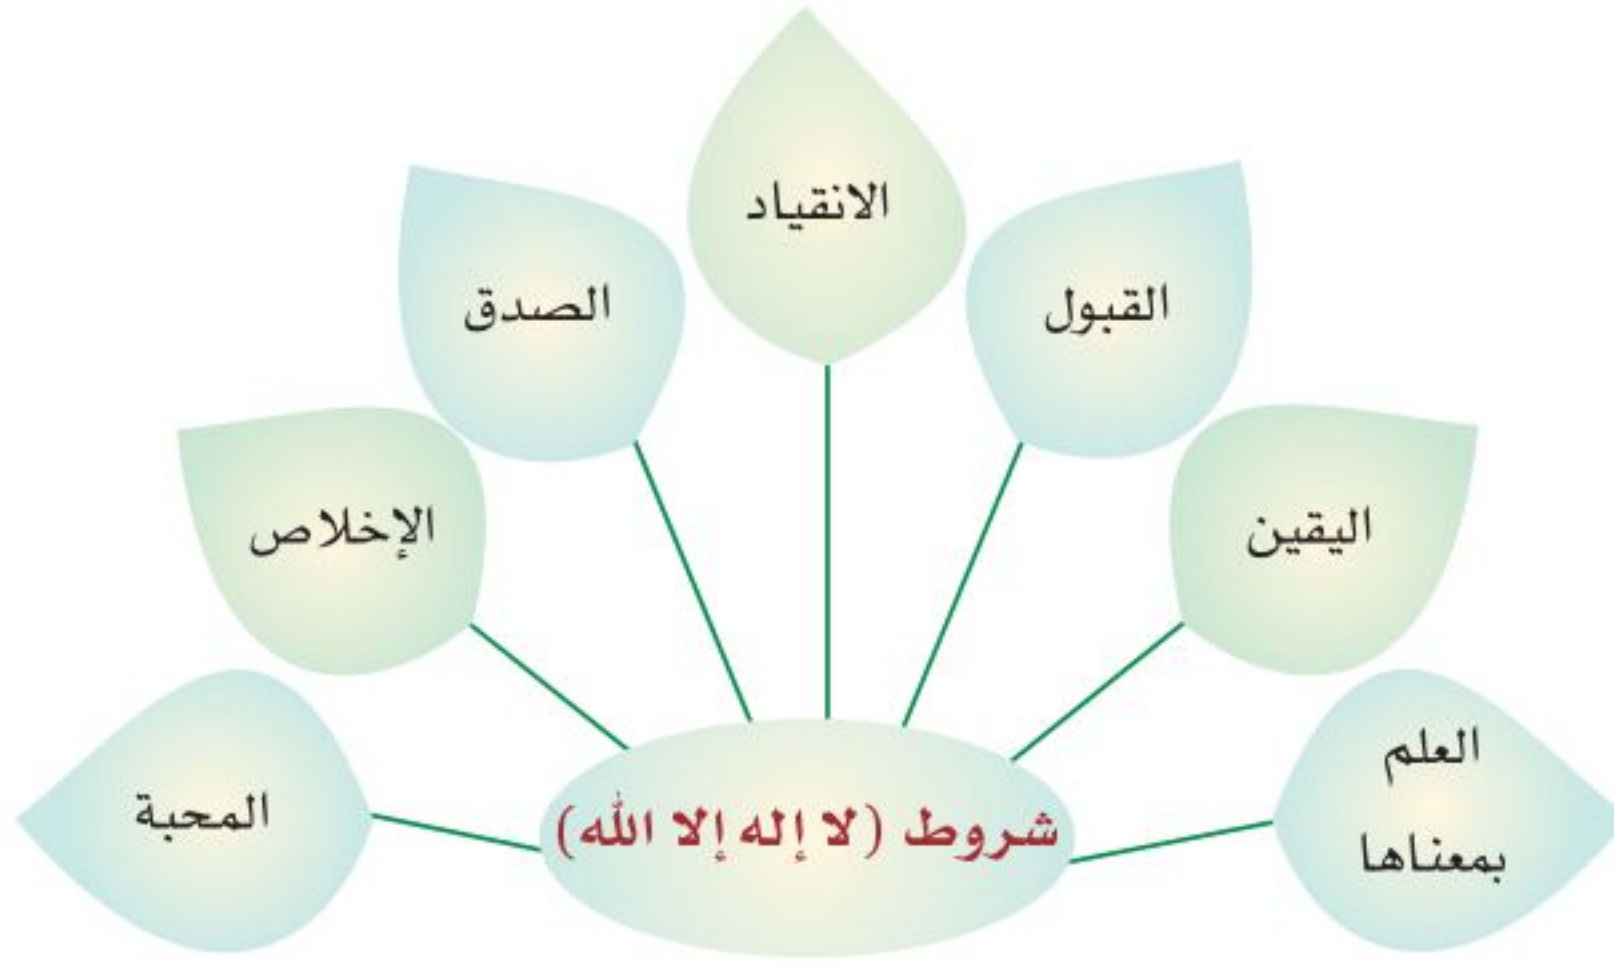 الانقياد
القبول
الصدق
اليقين
الإخلاص
العلم
بمعناها
المحبة
شروط (لا إله إلا الله)